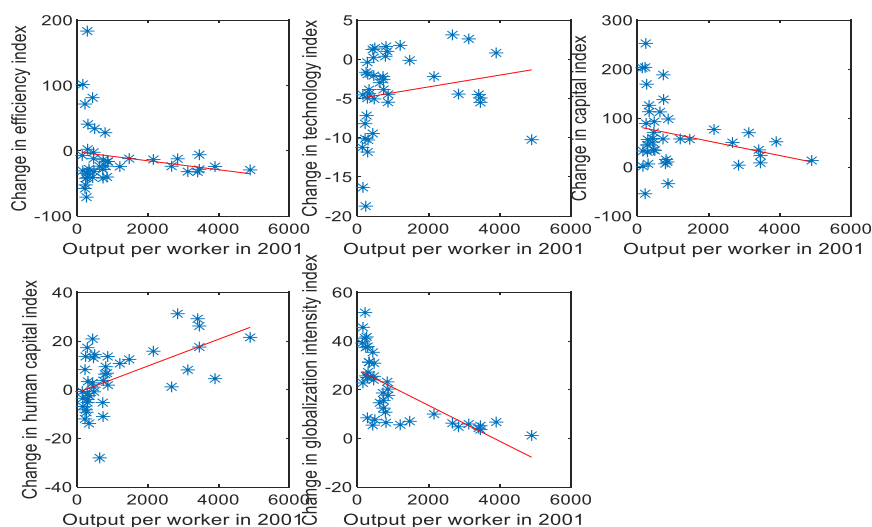 200
100
0
-100
0 2000 4000 6000
Change in efficiency index
Output per worker in 2001
5
0
-5
-10
-15
-20
0 2000 4000 6000
Change in technology index
Output per worker in 2001
300
200
100
0
-100
0 2000 4000 6000
Change in capital index
Output per worker in 2001
40
20
0
-20
-40
0 2000 4000 6000
Change in human capital index
Output per worker in 2001
60
40
20
0
-20
0 2000 4000 6000
Change in globalization intensity index
Output per worker in 2001